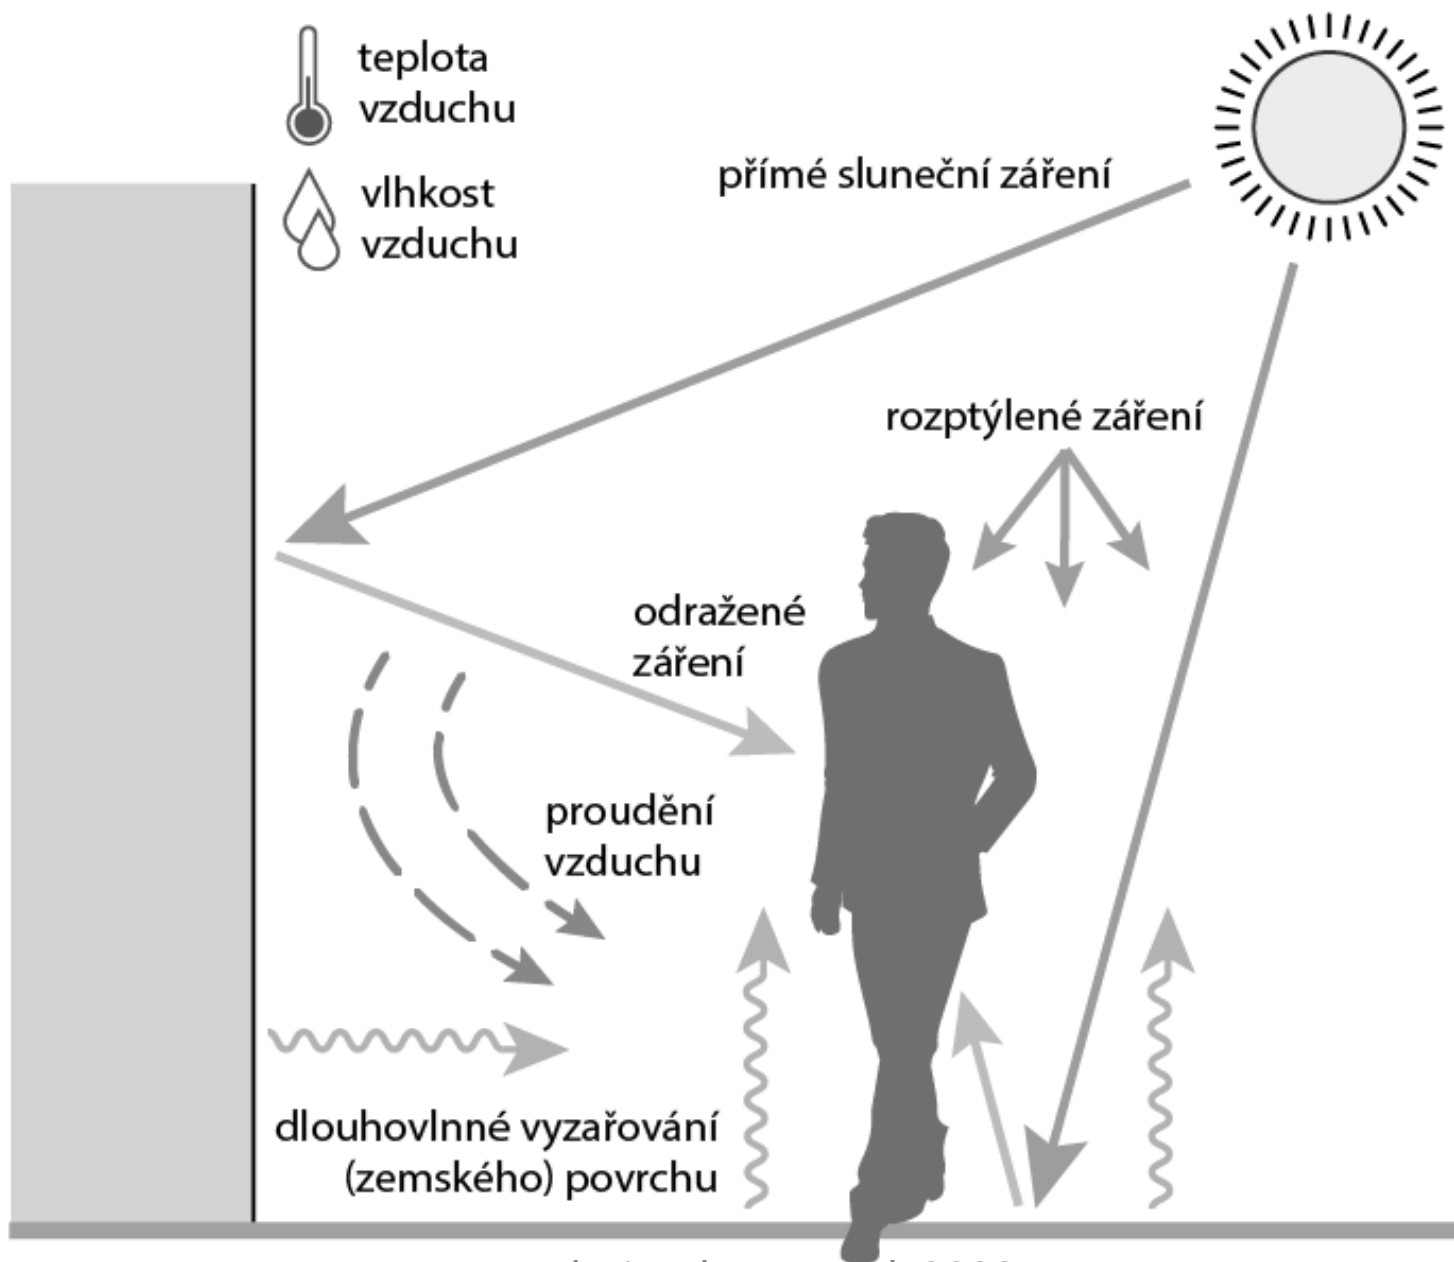 teplota
vzduchu
vlhkost
vzduchu
přímé sluneční záření
rozptýlené záření
odražené
záření
proudění
vzduchu
dlouhovlnné vyzařování
(zemského) povrchu